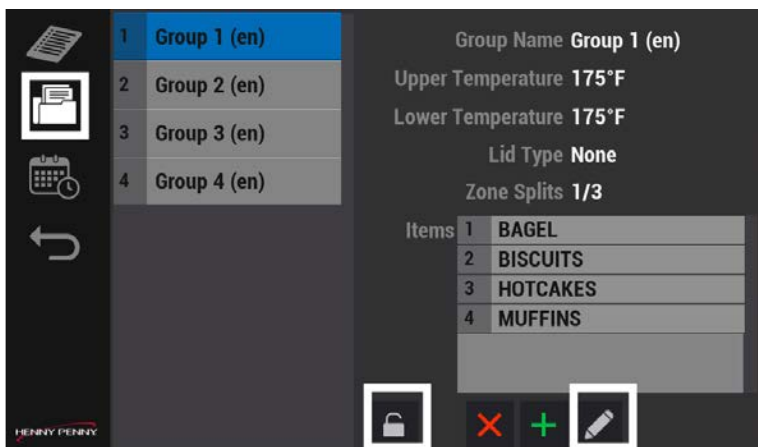 1 Group 1 (en)
2 Group 2 (en)
3 Group 3 (en)
4 Group 4 (en)
Group Name Group 1 (en)
Upper Temperature 175°F
Lower Temperature 175°F
Lid Type None
Zone Splits 1/3
Items
1 BAGEL
2 BISCUITS
3 HOTCAKES
4 MUFFINS
HENNY PENNY